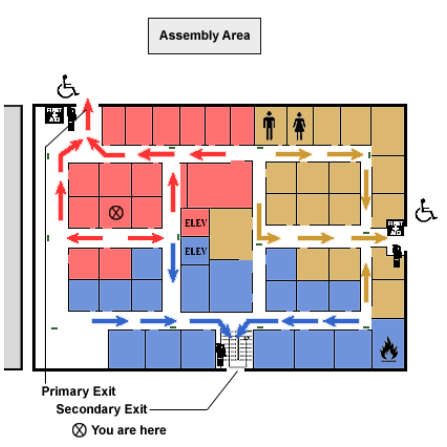 Assembly Area
ELEV
ELEV
Primary Exit
Secondary Exit
You are here